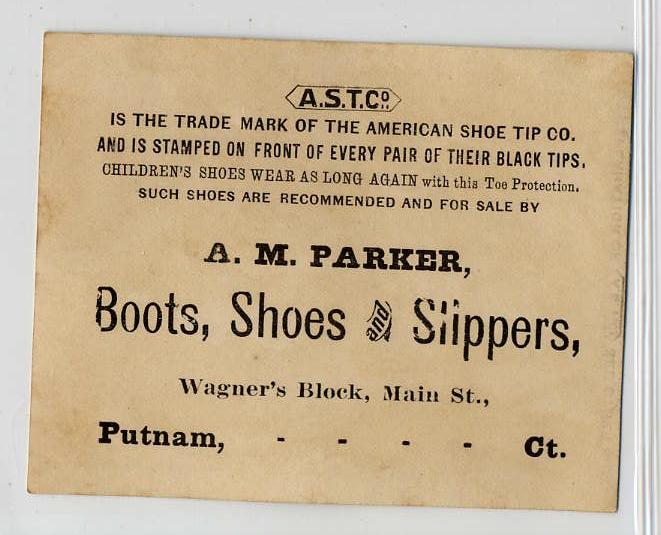 A.S.T.Co.
IS THE TRADE MARK OF THE AMERICAN SHOE TIP CO.
AND IS STAMPED ON FRONT OF EVERY PAIR OF THEIR BLACK TIPS.
CHILDREN'S SHOES WEAR AS LONG AGAIN with this Toe Protection.
SUCH SHOES ARE RECOMMENDED AND FOR SALE BY
A. M. PARKER,
Boots, Shoes and Slippers,
Wagner's Block, Main St.,
Putnam, - - - - Ct.